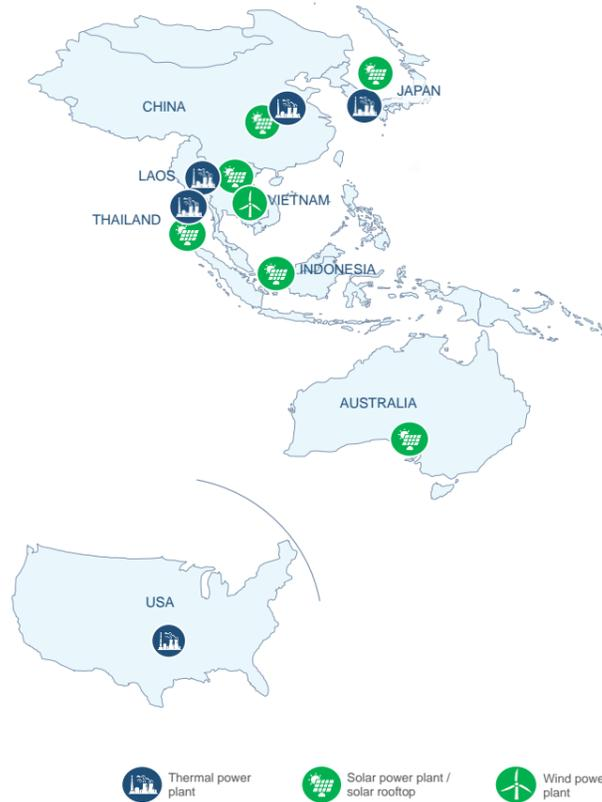 JAPAN
CHINA
LAOS
VIETNAM
THAILAND
INDONESIA
AUSTRALIA
USA
Thermal power
plant
Solar power plant /
solar rooftop
Wind powe
plant